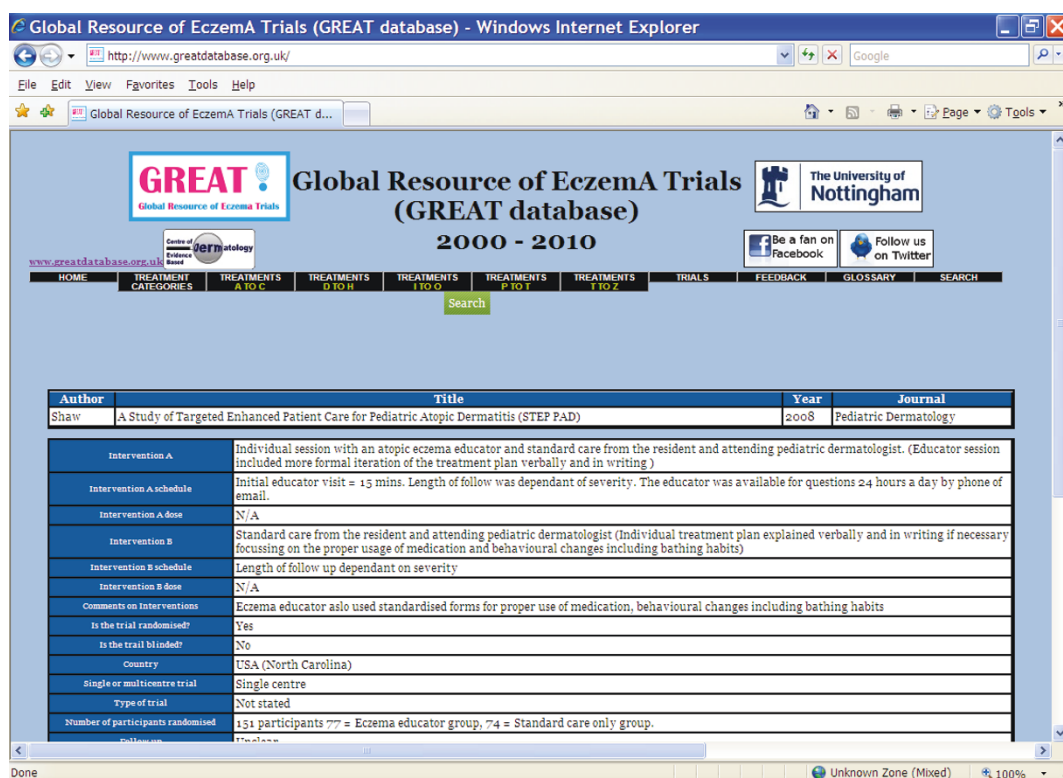 Global Resource of EczemA Trials (GREAT database) - Windows Internet Explorer
http://www.greatdatabase.org.uk/
Google
File Edit View Favorites Tools Help
Global Resource of EczemA Trials (GREAT d...
Page Tools
GREAT
Global Resource of Eczema Trials
Global Resource of EczemA Trials
(GREAT database)
2000 - 2010
The University of
Nottingham
Centre of
Evidence
Based
dermatology
www.greatdatabase.org.uk
Be a fan on
Facebook
Follow us
on Twitter
HOME TREATMENT CATEGORIES TREATMENTS A TO C TREATMENTS D TO H TREATMENTS I TO O TREATMENTS P TO T TREATMENTS T TO Z TRIALS FEEDBACK GLOSSARY SEARCH
Search
Author Title Year Journal
Shaw A Study of Targeted Enhanced Patient Care for Pediatric Atopic Dermatitis (STEP PAD) 2008 Pediatric Dermatology
Intervention A Individual session with an atopic eczema educator and standard care from the resident and attending pediatric dermatologist. (Educator session
included more formal iteration of the treatment plan verbally and in writing )
Intervention A schedule Initial educator visit = 15 mins. Length of follow was dependant of severity. The educator was available for questions 24 hours a day by phone of
email.
Intervention A dose N/A
Intervention B Standard care from the resident and attending pediatric dermatologist (Individual treatment plan explained verbally and in writing if necessary
focussing on the proper usage of medication and behavioural changes including bathing habits)
Intervention B schedule Length of follow up dependant on severity
Intervention B dose N/A
Comments on Interventions Eczema educator aslo used standardised forms for proper use of medication, behavioural changes including bathing habits
Is the trial randomised? Yes
Is the trail blinded? No
Country USA (North Carolina)
Single or multicentre trial Single centre
Type of trial Not stated
Number of participants randomised 151 participants 77 = Eczema educator group, 74 = Standard care only group.
Follow up Unclear
Done Unknown Zone (Mixed) 100%